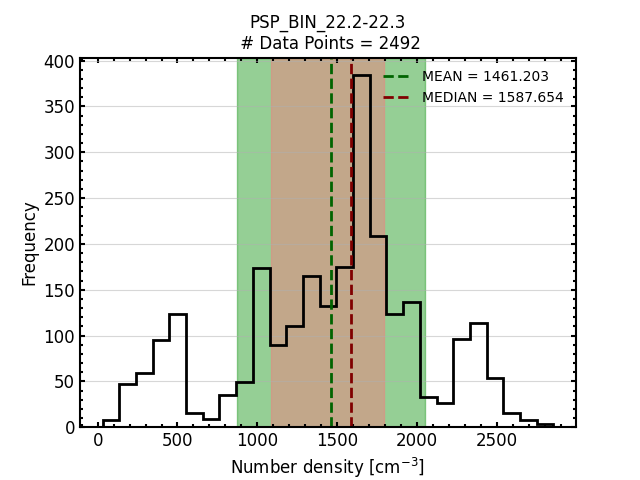 PSP_BIN_22.2-22.3
# Data Points = 2492
MEAN = 1461.203
MEDIAN = 1587.654
Frequency
400
350
300
250
200
150
100
50
0
0 500 1000 1500 2000 2500
Number density [cm⁻³]